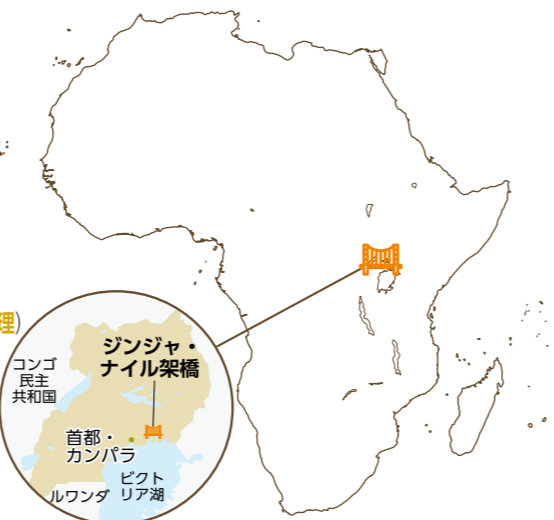 理)
ジンジャ・
ナイル架橋
コンゴ
民主
共和国
首都・
カンパラ
ビクト
リア湖
ルワンダ